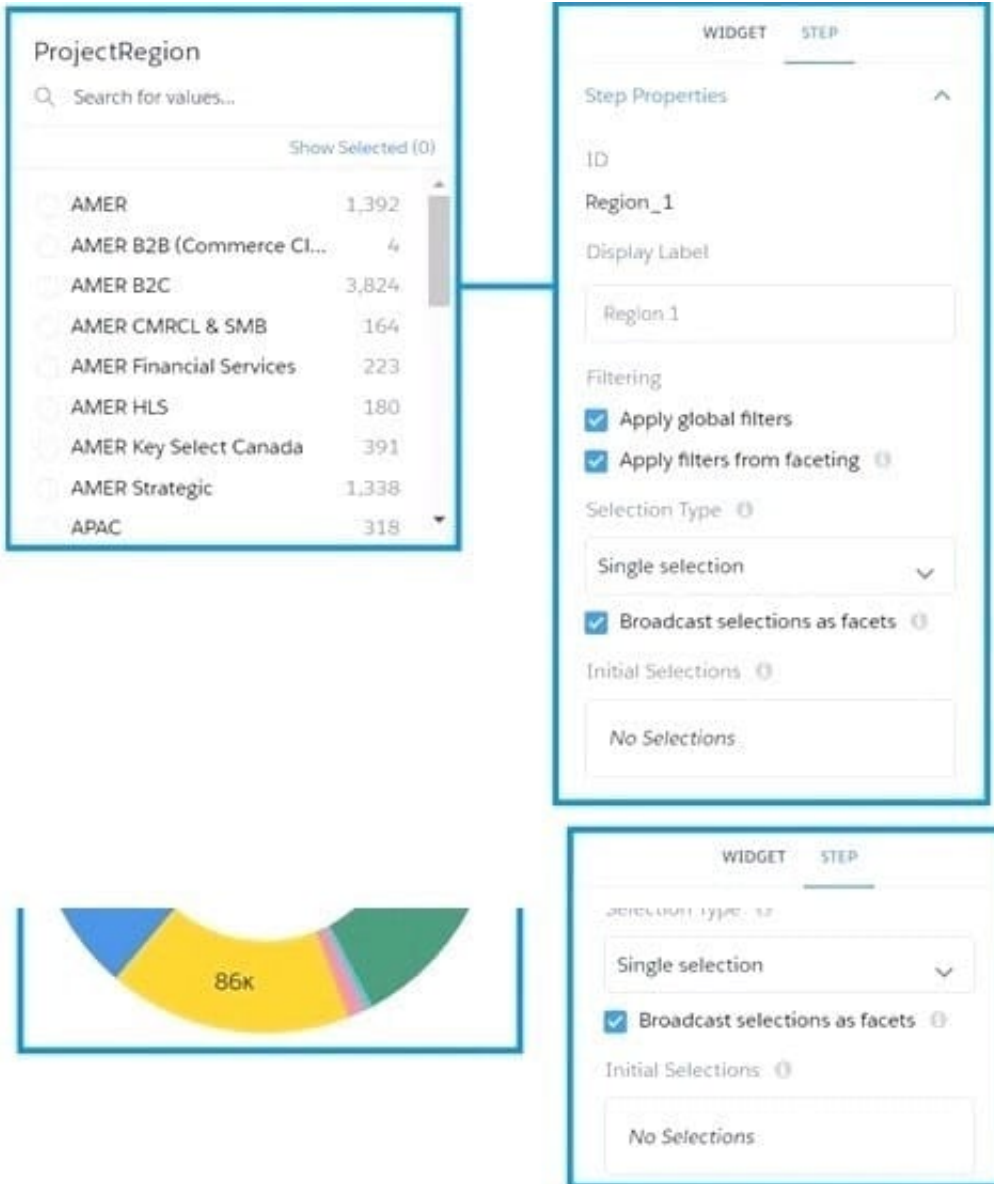 ProjectRegion
Search for values...
Show Selected (0)
AMER 1,392
AMER B2B (Commerce Cl... 4
AMER B2C 3,824
AMER CMRCL & SMB 164
AMER Financial Services 223
AMER HLS 180
AMER Key Select Canada 391
AMER Strategic 1,338
APAC 318
WIDGET STEP
Step Properties
ID
Region_1
Display Label
Region 1
Filtering
Apply global filters
Apply filters from faceting
Selection Type
Single selection
Broadcast selections as facets
Initial Selections
No Selections
86K
WIDGET STEP
Selection Type
Single selection
Broadcast selections as facets
Initial Selections
No Selections